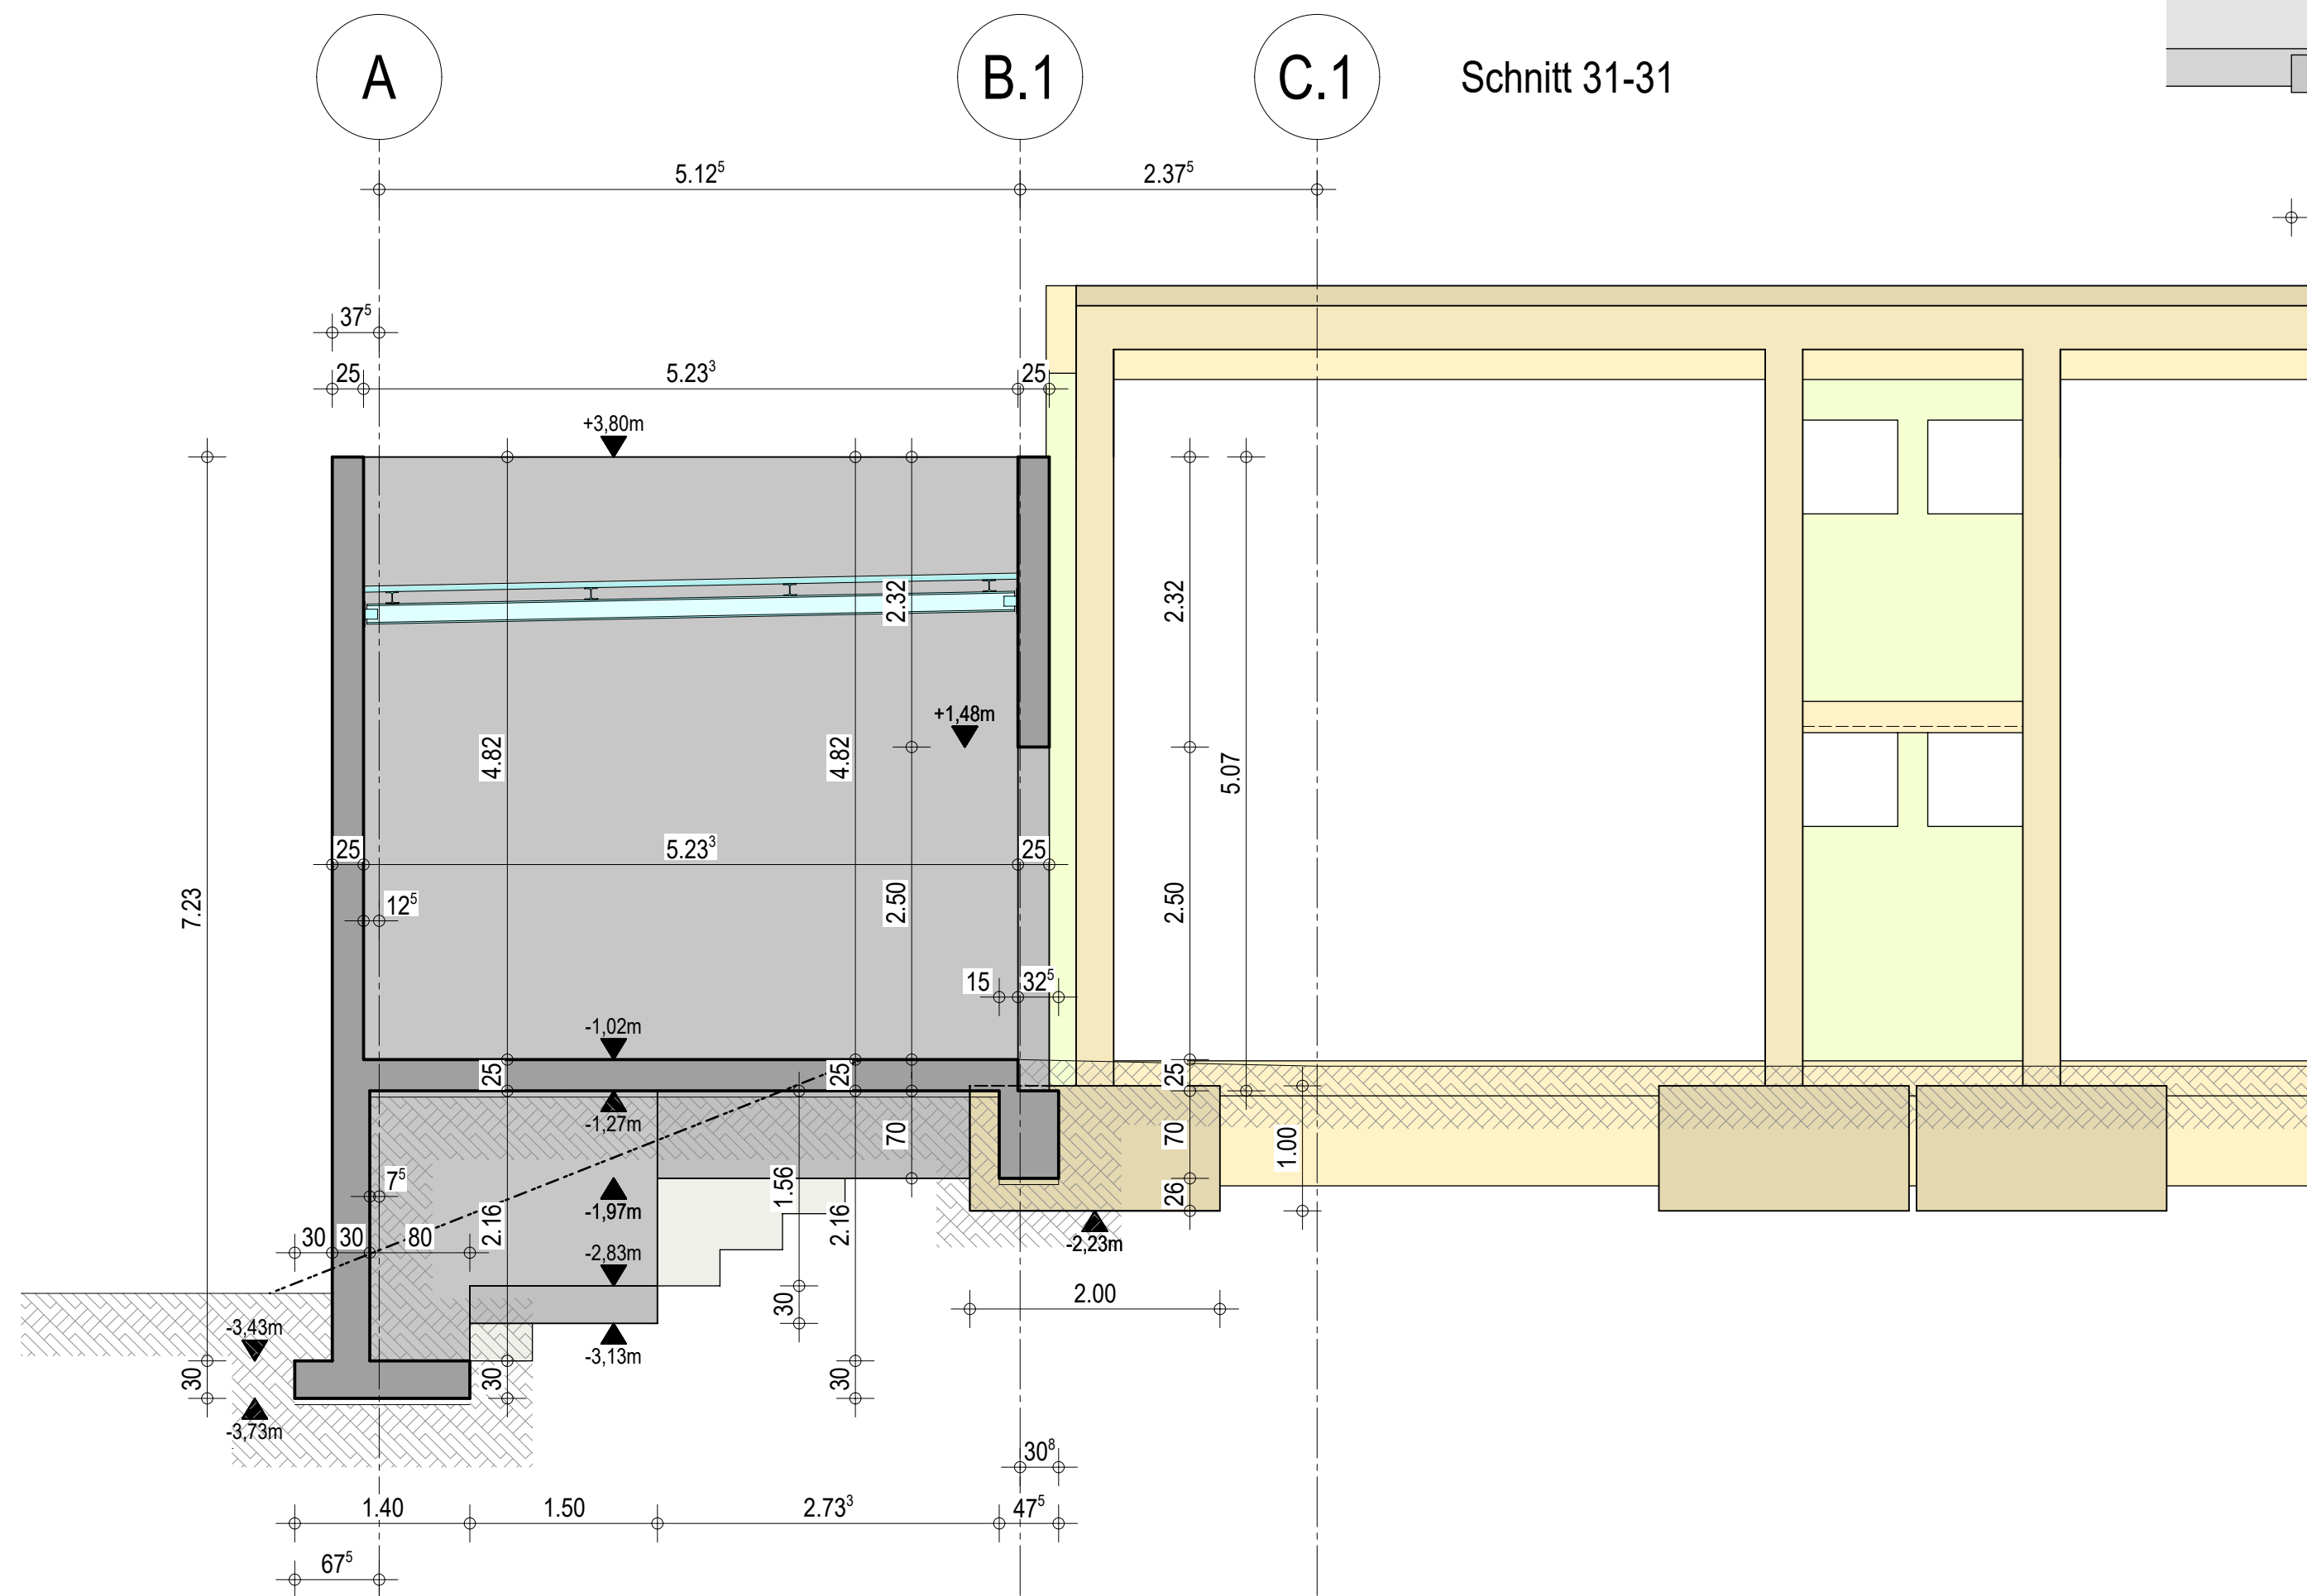 A B.1 C.1 Schnitt 31-31
5.12⁵ 2.37⁵
37⁵
25 5.23³ 25
+3,80m
2.32 2.32
+1,48m
4.82 4.82 5.07
25 5.23³ 25
7.23 12⁵ 2.50 2.50
15 32⁵
-1,02m
25 25 25
-1,27m
70 70 1.00
7⁵ 1.56 26
-1,97m
2.16 2.16
30 30 80
-2,83m -2,23m
30 2.00
-3,43m
-3,13m
30 30 30
-3,73m
30⁸
1.40 1.50 2.73³ 47⁵
67⁵